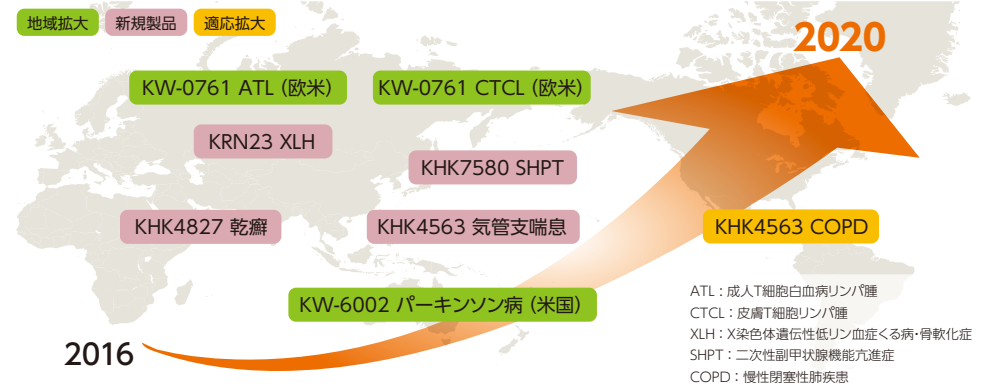 地域拡大 新規製品 適応拡大
2020
KW-0761 ATL（欧米） KW-0761 CTCL（欧米）
KRN23 XLH
KHK7580 SHPT
KHK4827 乾癬 KHK4563 気管支喘息 KHK4563 COPD
KW-6002 パーキンソン病（米国）
2016
ATL：成人T細胞白血病リンパ腫
CTCL：皮膚T細胞リンパ腫
XLH：X染色体遺伝性低リン血症くる病・骨軟化症
SHPT：二次性副甲状腺機能亢進症
COPD：慢性閉塞性肺疾患